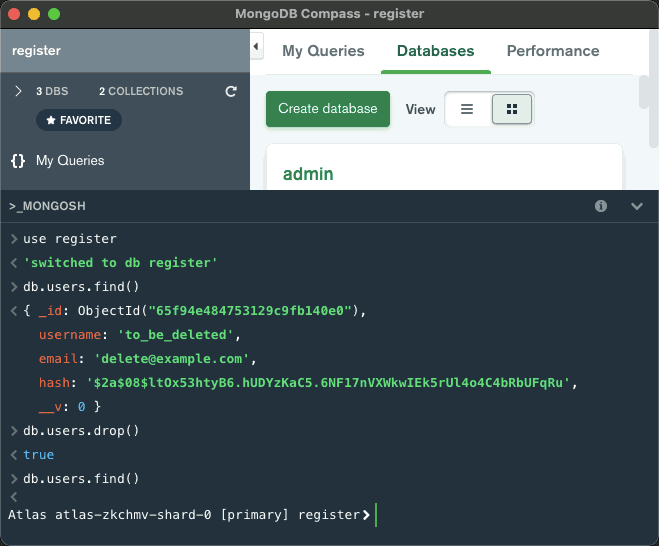 MongoDB Compass - register
register
My Queries Databases Performance
3 DBS 2 COLLECTIONS
FAVORITE
Create database View
{} My Queries
admin
>_MONGOSH
> use register
< 'switched to db register'
> db.users.find()
< { _id: ObjectId("65f94e484753129c9fb140e0"),
username: 'to_be_deleted',
email: 'delete@example.com',
hash: '$2a$08$ltOx53htyB6.hUDYzKaC5.6NF17nVXWkwIEk5rUl4o4C4bRbUFqRu',
__v: 0 }
> db.users.drop()
< true
> db.users.find()
<
Atlas atlas-zkchmv-shard-0 [primary] register>